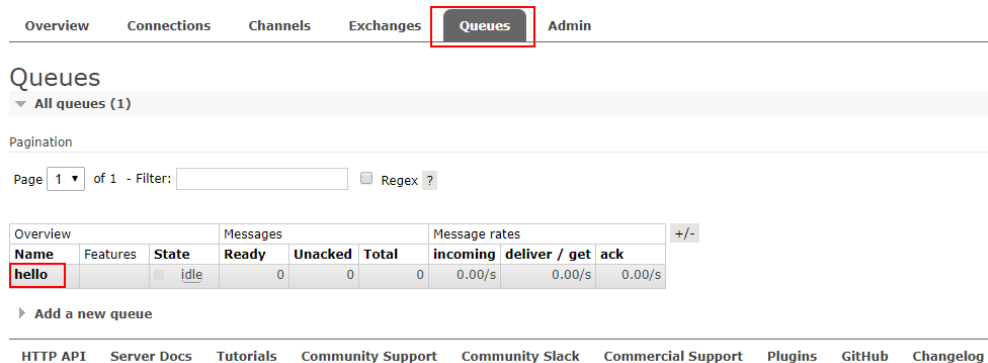 Overview Connections Channels Exchanges Queues Admin
Queues
All queues (1)
Pagination
Page 1 of 1 - Filter: Regex ?
Overview Messages Message rates +/-
Name Features State Ready Unacked Total incoming deliver / get ack
hello idle 0 0 0 0.00/s 0.00/s 0.00/s
Add a new queue
HTTP API Server Docs Tutorials Community Support Community Slack Commercial Support Plugins GitHub Changelog